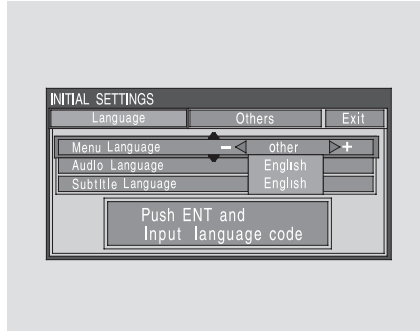 INITIAL SETTINGS
Language Others Exit
Menu Language − other +
Audio Language English
Subtitle Language English
Push ENT and
Input language code